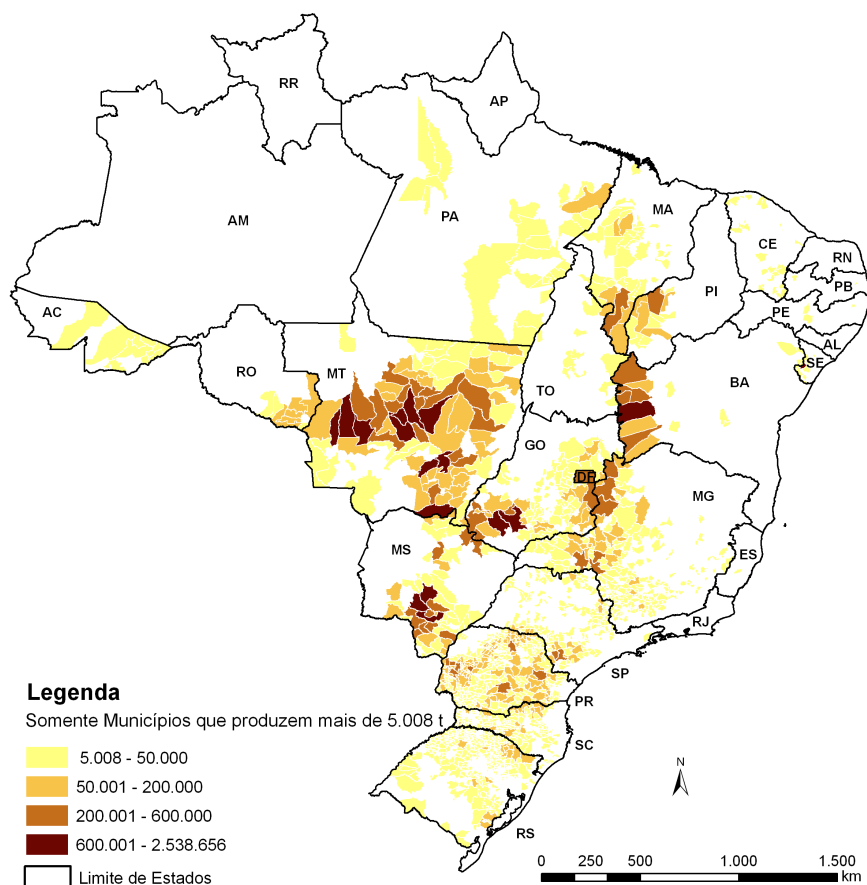 RR
AP
AM
PA
MA
CE
RN
PB
PI
PE
AC
AL
SE
RO
MT
TO
BA
GO
DF
MG
MS
ES
RJ
SP
PR
SC
RS
Legenda
Somente Municípios que produzem mais de 5.008 t
5.008 - 50.000
50.001 - 200.000
200.001 - 600.000
600.001 - 2.538.656
Limite de Estados
N
0 250 500 1.000 1.500
km